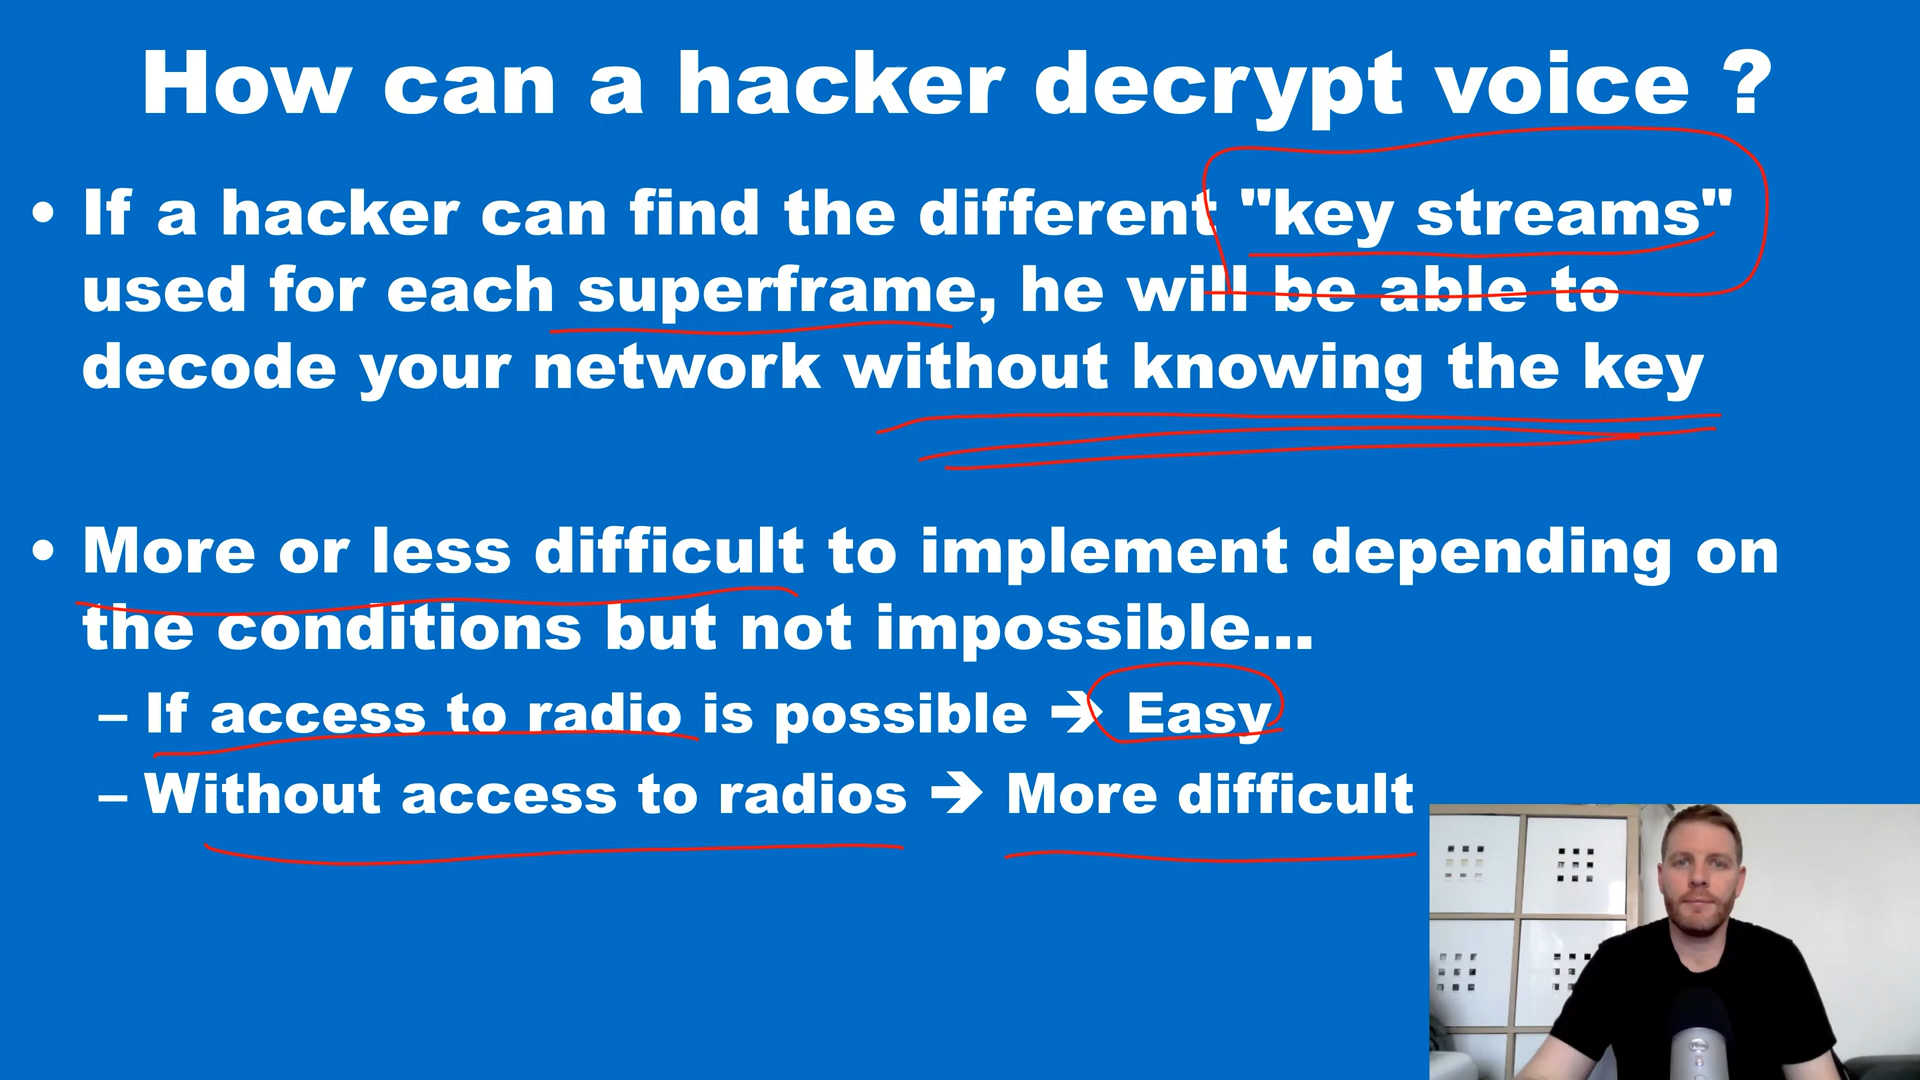 How can a hacker decrypt voice ?
• If a hacker can find the different "key streams"
used for each superframe, he will be able to
decode your network without knowing the key
• More or less difficult to implement depending on
the conditions but not impossible...
– If access to radio is possible ➔ Easy
– Without access to radios ➔ More difficult